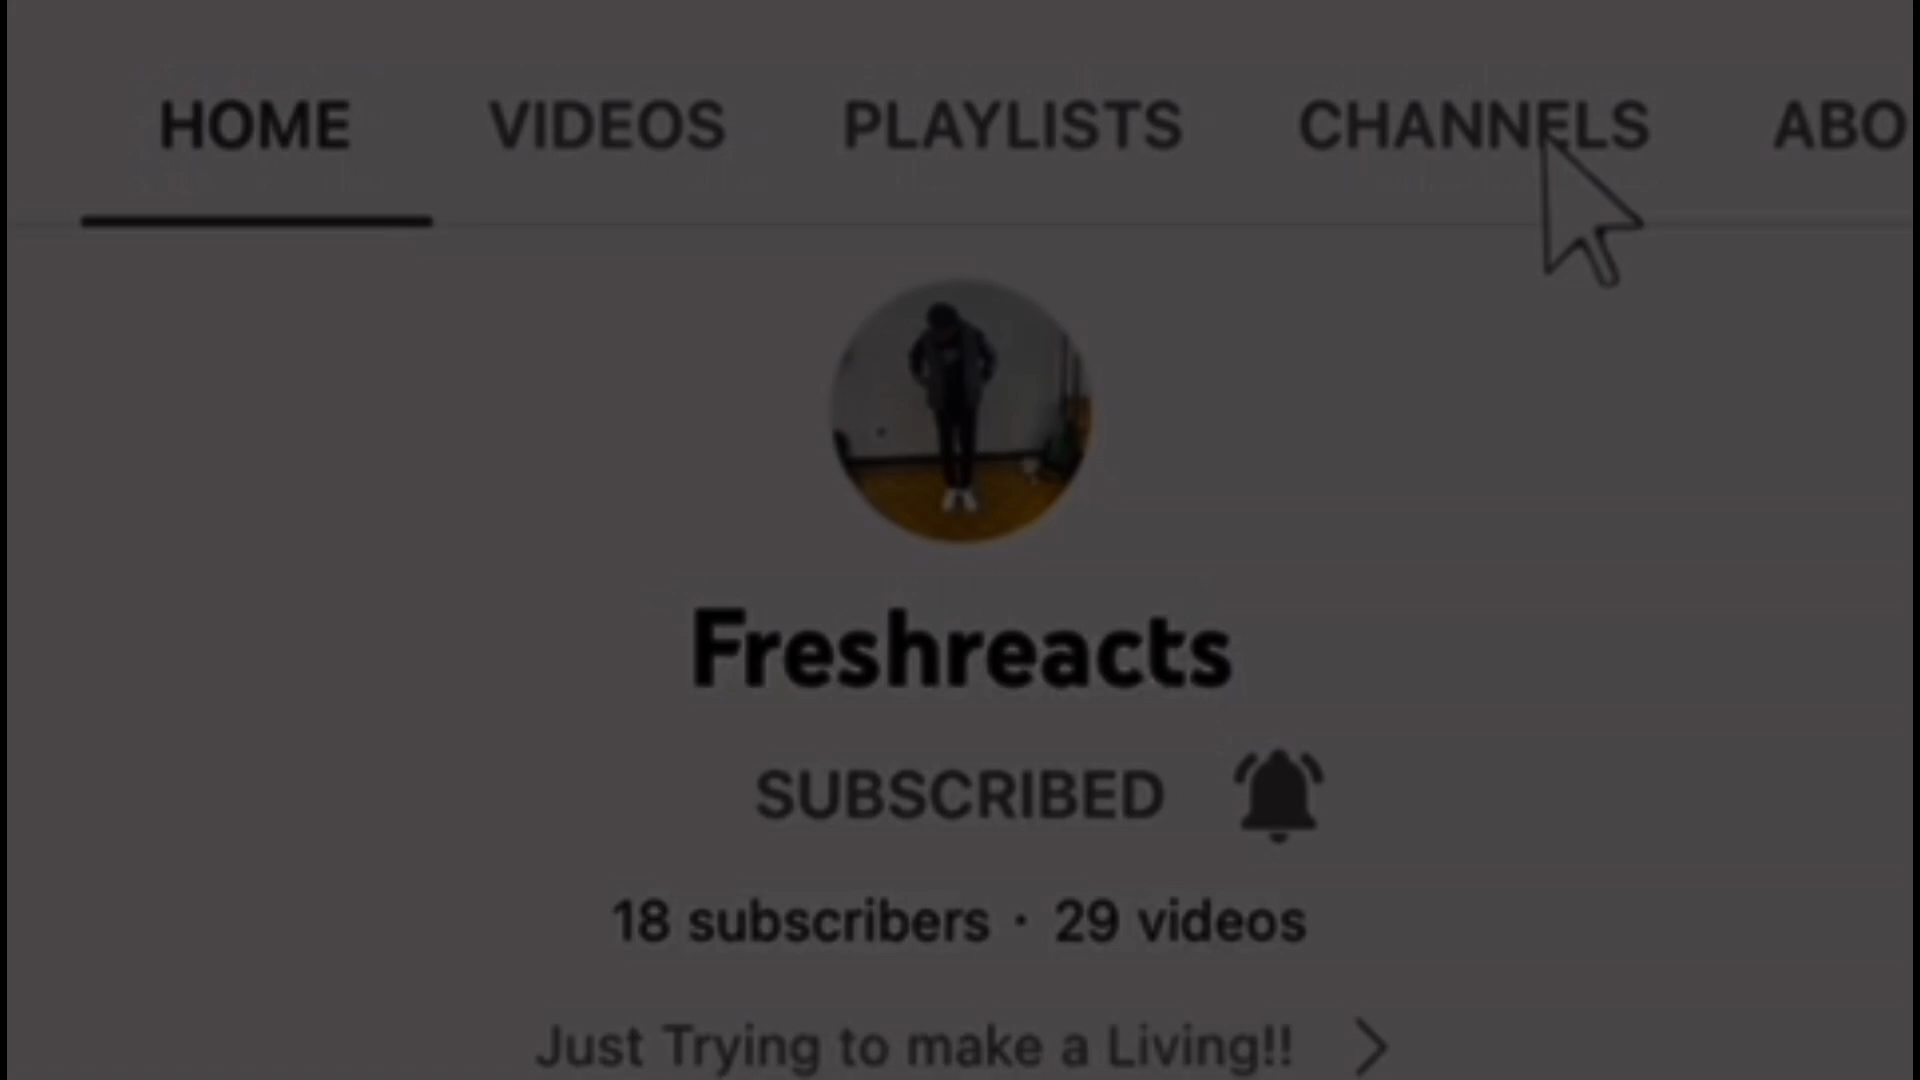 HOME VIDEOS PLAYLISTS CHANNELS ABO
Freshreacts
SUBSCRIBED
18 subscribers · 29 videos
Just Trying to make a Living!!